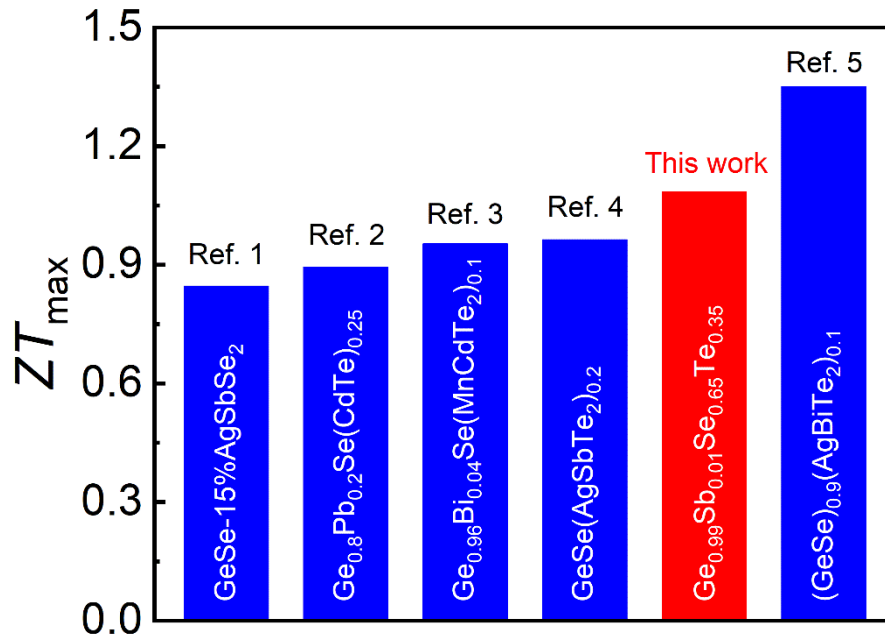 ZTmax
1.5
1.2
0.9
0.6
0.3
0.0
Ref. 1
Ref. 2
Ref. 3
Ref. 4
This work
Ref. 5
GeSe-15%AgSbSe2
Ge0.8Pb0.2Se(CdTe)0.25
Ge0.96Bi0.04Se(MnCdTe2)0.1
GeSe(AgSbTe2)0.2
Ge0.99Sb0.01Se0.65Te0.35
(GeSe)0.9(AgBiTe2)0.1